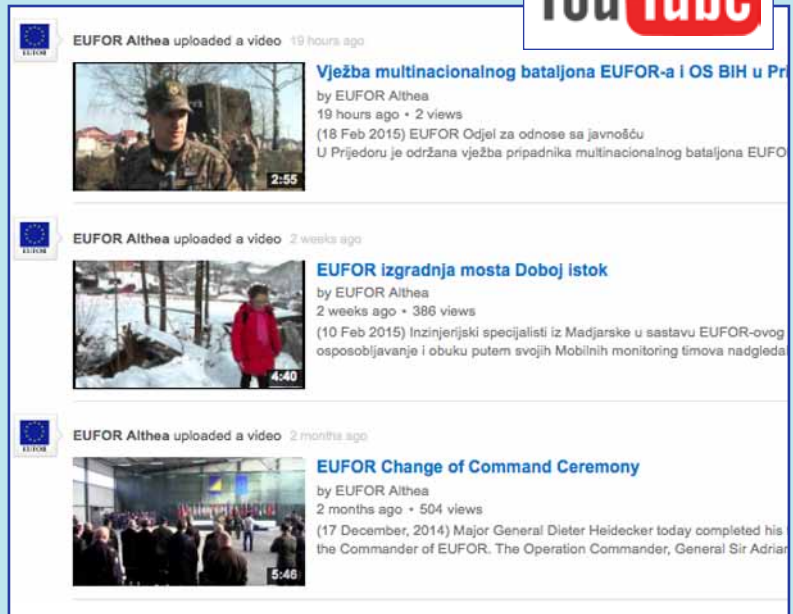 You Tube
EUFOR
EUFOR Althea uploaded a video 19 hours ago
2:55
Vježba multinacionalnog bataljona EUFOR-a i OS BIH u Pri
by EUFOR Althea
19 hours ago • 2 views
(18 Feb 2015) EUFOR Odjel za odnose sa javnošću
U Prijedoru je održana vježba pripadnika multinacionalnog bataljona EUFO
EUFOR
EUFOR Althea uploaded a video 2 weeks ago
4:40
EUFOR izgradnja mosta Doboj istok
by EUFOR Althea
2 weeks ago • 386 views
(10 Feb 2015) Inzinjerijski specijalisti iz Madjarske u sastavu EUFOR-ovog
osposobljavanje i obuku putem svojih Mobilnih monitoring timova nadgledal
EUFOR
EUFOR Althea uploaded a video 2 months ago
5:46
EUFOR Change of Command Ceremony
by EUFOR Althea
2 months ago • 504 views
(17 December, 2014) Major General Dieter Heidecker today completed his
the Commander of EUFOR. The Operation Commander, General Sir Adrian